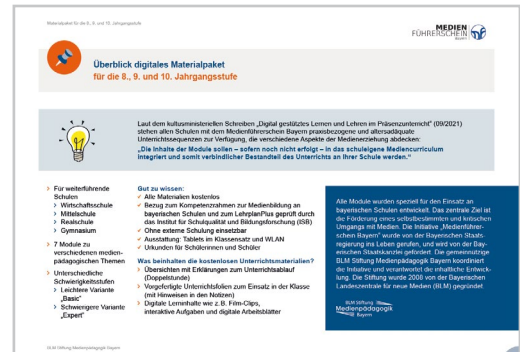 Materialpaket für die 8., 9. und 10. Jahrgangsstufe
MEDIEN
FÜHRERSCHEIN
BAYERN
Überblick digitales Materialpaket
für die 8., 9. und 10. Jahrgangsstufe
Laut dem kultusministeriellen Schreiben „Digital gestütztes Lernen und Lehren im Präsenzunterricht" (09/2021)
stehen allen Schulen mit dem Medienführerschein Bayern praxisbezogene und altersadäquate
Unterrichtssequenzen zur Verfügung, die verschiedene Aspekte der Medienerziehung abdecken:
„Die Inhalte der Module sollen – sofern noch nicht erfolgt – in das schuleigene Mediencurriculum
integriert und somit verbindlicher Bestandteil des Unterrichts an Ihrer Schule werden."
› Für weiterführende
Schulen
› Wirtschaftsschule
› Mittelschule
› Realschule
› Gymnasium
› 7 Module zu
verschiedenen medien-
pädagogischen Themen
› Unterschiedliche
Schwierigkeitsstufen
› Leichtere Variante
„Basic"
› Schwierigere Variante
„Expert"
Gut zu wissen:
✓ Alle Materialien kostenlos
✓ Bezug zum Kompetenzrahmen zur Medienbildung an
bayerischen Schulen und zum LehrplanPlus geprüft durch
das Institut für Schulqualität und Bildungsforschung (ISB)
✓ Ohne externe Schulung einsetzbar
✓ Ausstattung: Tablets im Klassensatz und WLAN
✓ Urkunden für Schülerinnen und Schüler
Was beinhalten die kostenlosen Unterrichtsmaterialien?
› Übersichten mit Erklärungen zum Unterrichtsablauf
(Doppelstunde)
› Vorgefertigte Unterrichtsfolien zum Einsatz in der Klasse
(mit Hinweisen in den Notizen)
› Digitale Lerninhalte wie z. B. Film-Clips,
interaktive Aufgaben und digitale Arbeitsblätter
Alle Module wurden speziell für den Einsatz an
bayerischen Schulen entwickelt. Das zentrale Ziel ist
die Förderung eines selbstbestimmten und kritischen
Umgangs mit Medien. Die Initiative „Medienführer-
schein Bayern" wurde von der Bayerischen Staats-
regierung ins Leben gerufen, und wird von der Bay-
erischen Staatskanzlei gefördert. Die gemeinnützige
BLM Stiftung Medienpädagogik Bayern koordiniert
die Initiative und verantwortet die inhaltliche Entwick-
lung. Die Stiftung wurde 2008 von der Bayerischen
Landeszentrale für neue Medien (BLM) gegründet.
BLM Stiftung
Medienpädagogik
Bayern
BLM Stiftung Medienpädagogik Bayern